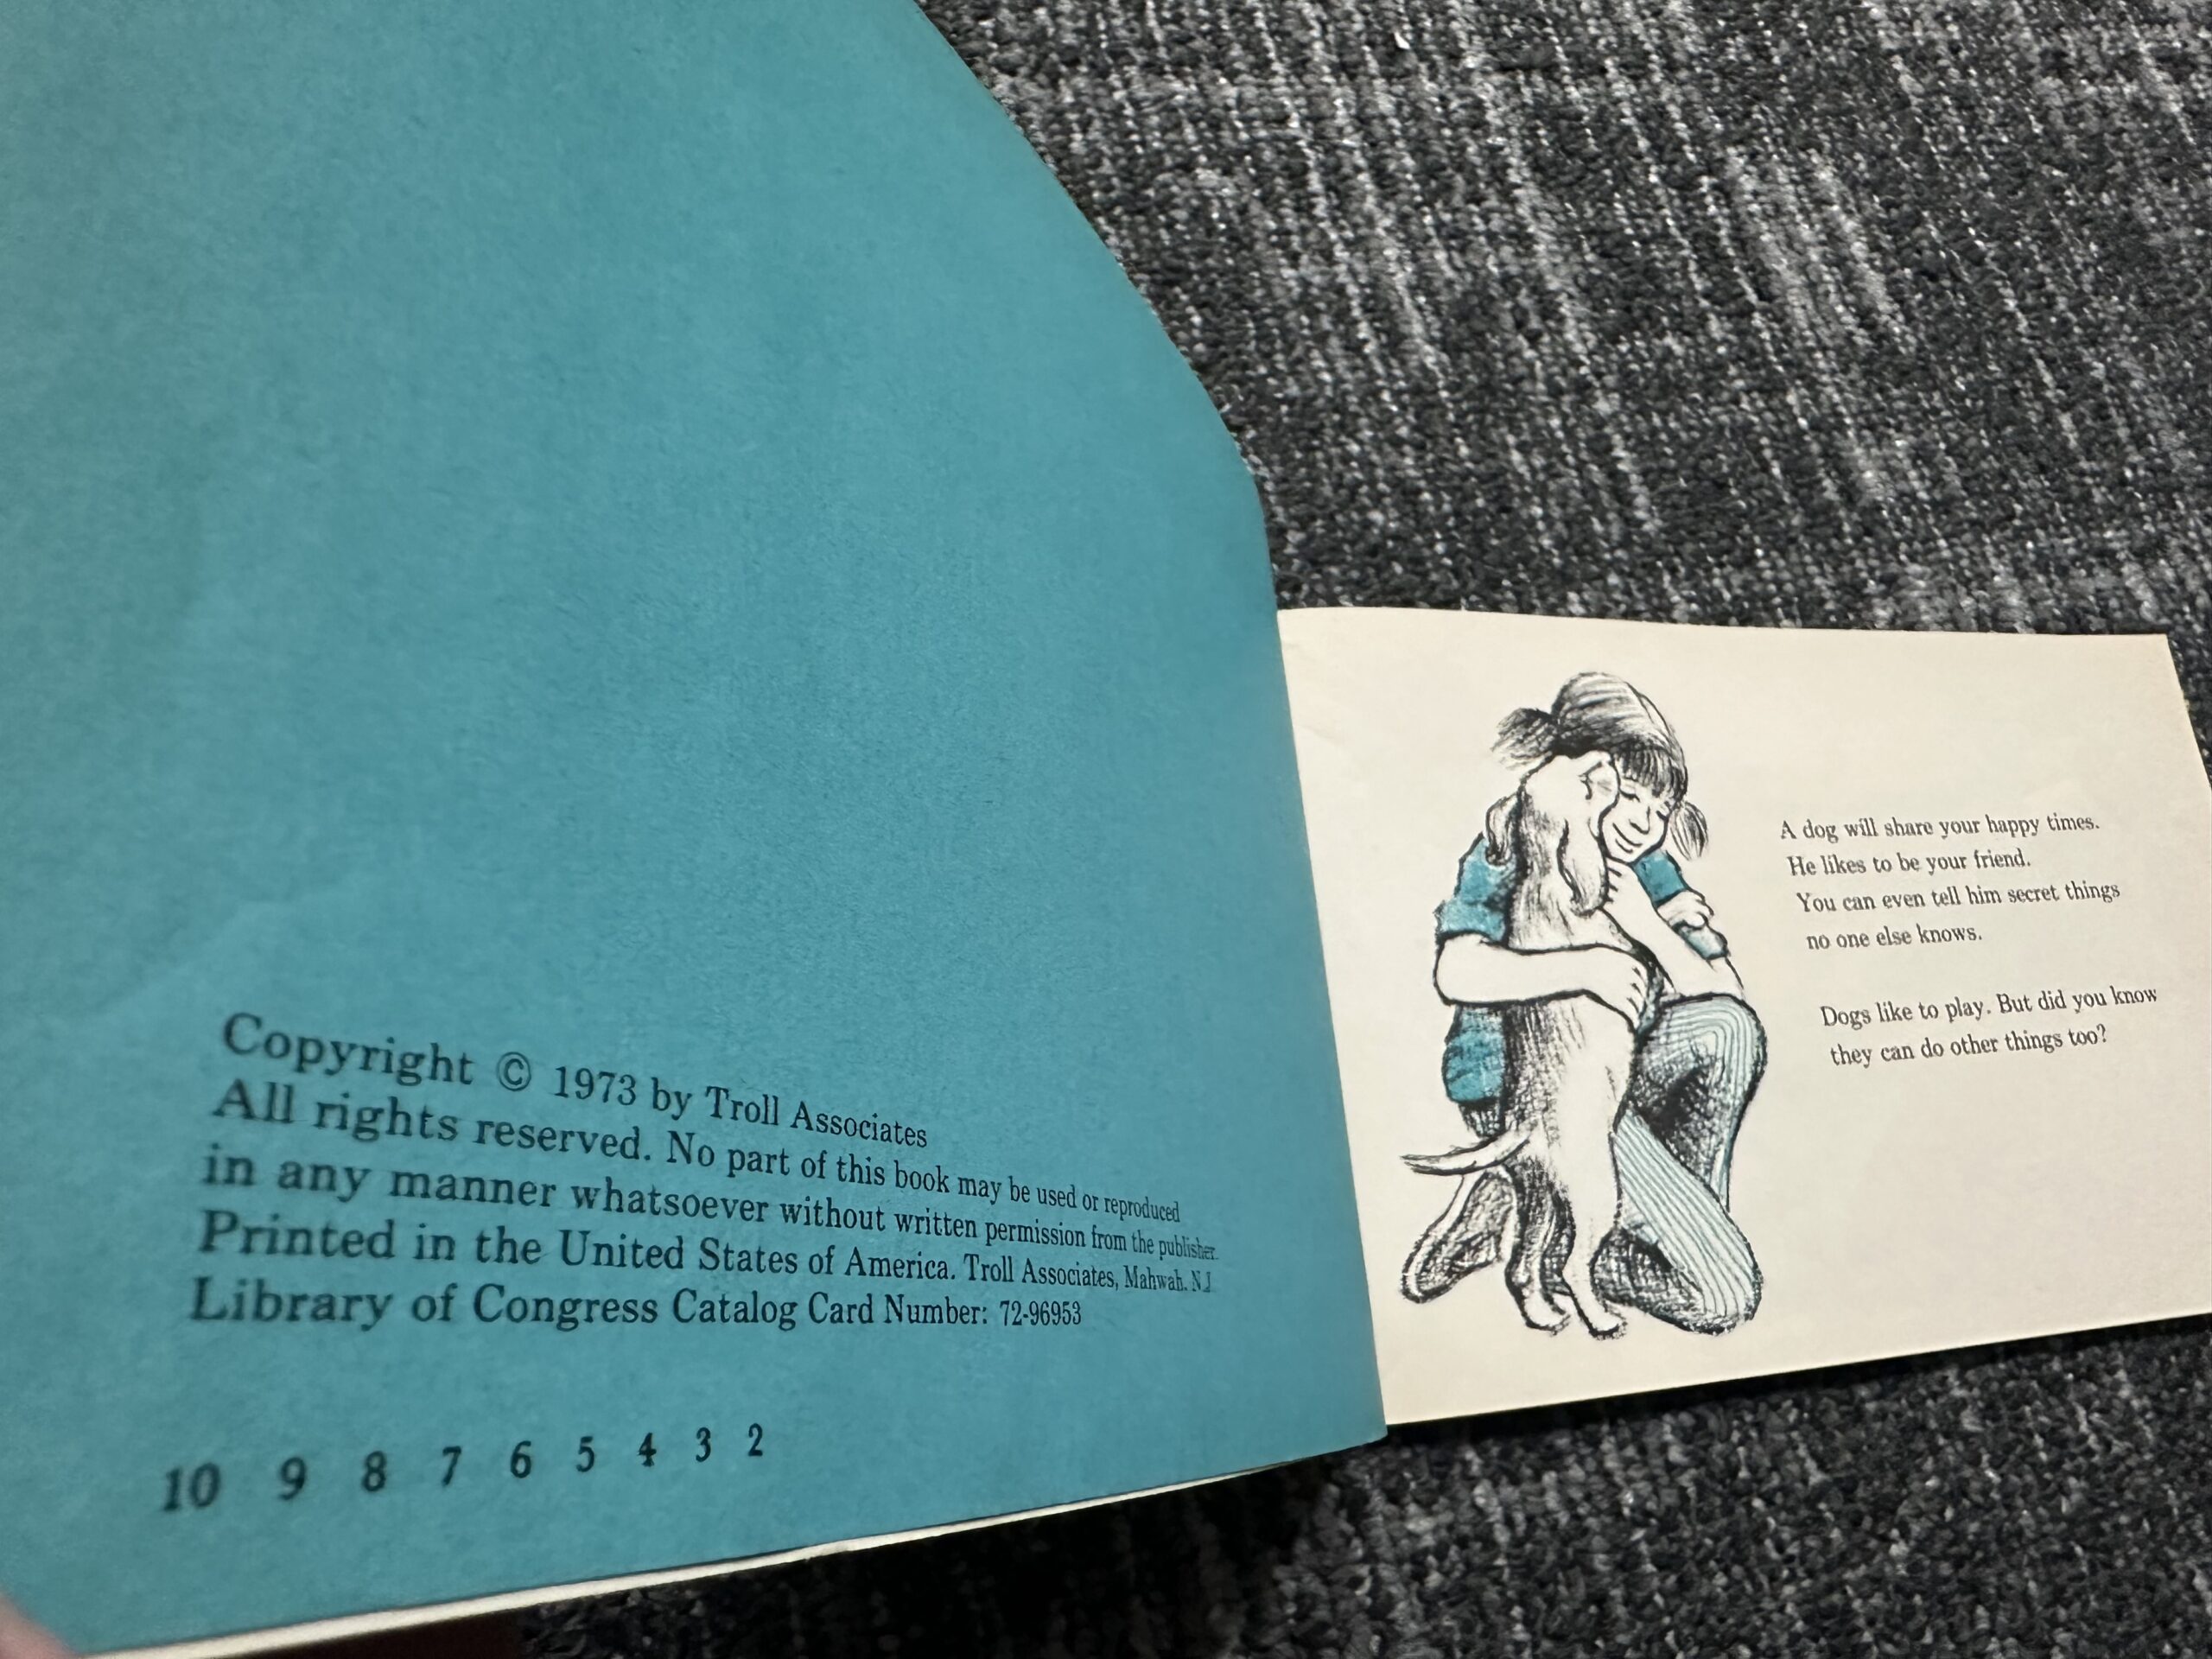 Copyright © 1973 by Troll Associates
All rights reserved. No part of this book may be used or reproduced
in any manner whatsoever without written permission from the publisher.
Printed in the United States of America. Troll Associates, Mahwah. N.J.
Library of Congress Catalog Card Number: 72-96953
10 9 8 7 6 5 4 3 2
A dog will share your happy times.
He likes to be your friend.
You can even tell him secret things
no one else knows.
Dogs like to play. But did you know
they can do other things too?